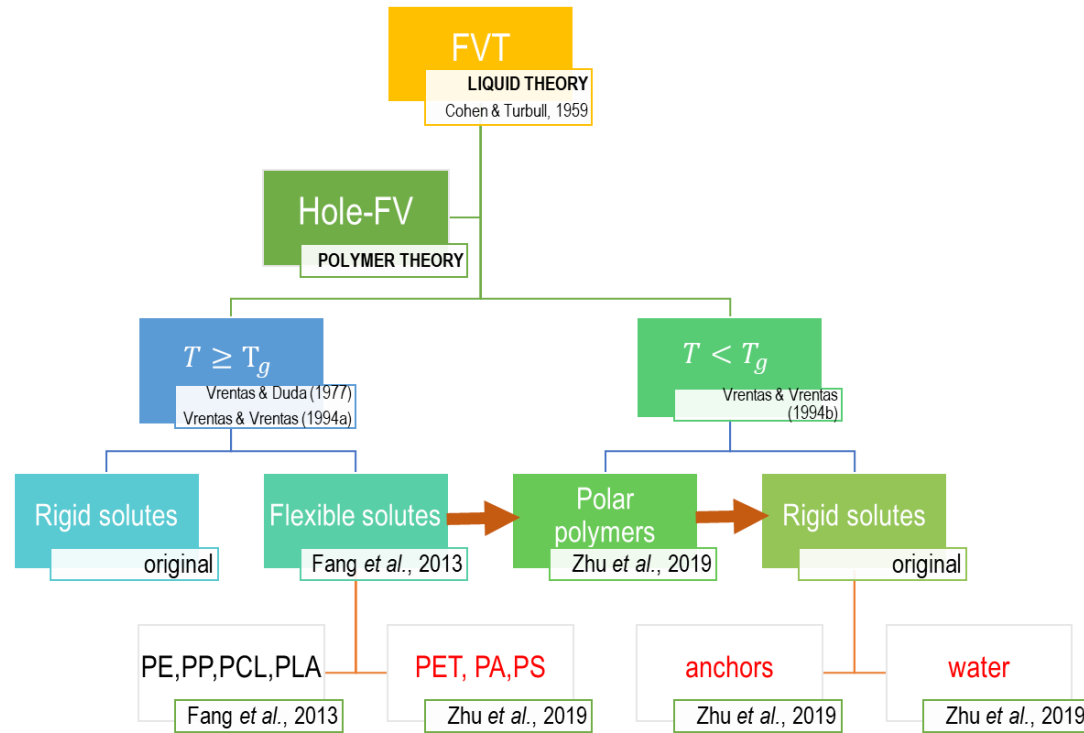 FVT
LIQUID THEORY
Cohen & Turbull, 1959
Hole-FV
POLYMER THEORY
T ≥ Tg
Vrentas & Duda (1977)
Vrentas & Vrentas (1994a)
T < Tg
Vrentas & Vrentas
(1994b)
Rigid solutes
original
Flexible solutes
Fang et al., 2013
Polar
polymers
Zhu et al., 2019
Rigid solutes
original
PE,PP,PCL,PLA
Fang et al., 2013
PET, PA,PS
Zhu et al., 2019
anchors
Zhu et al., 2019
water
Zhu et al., 2019